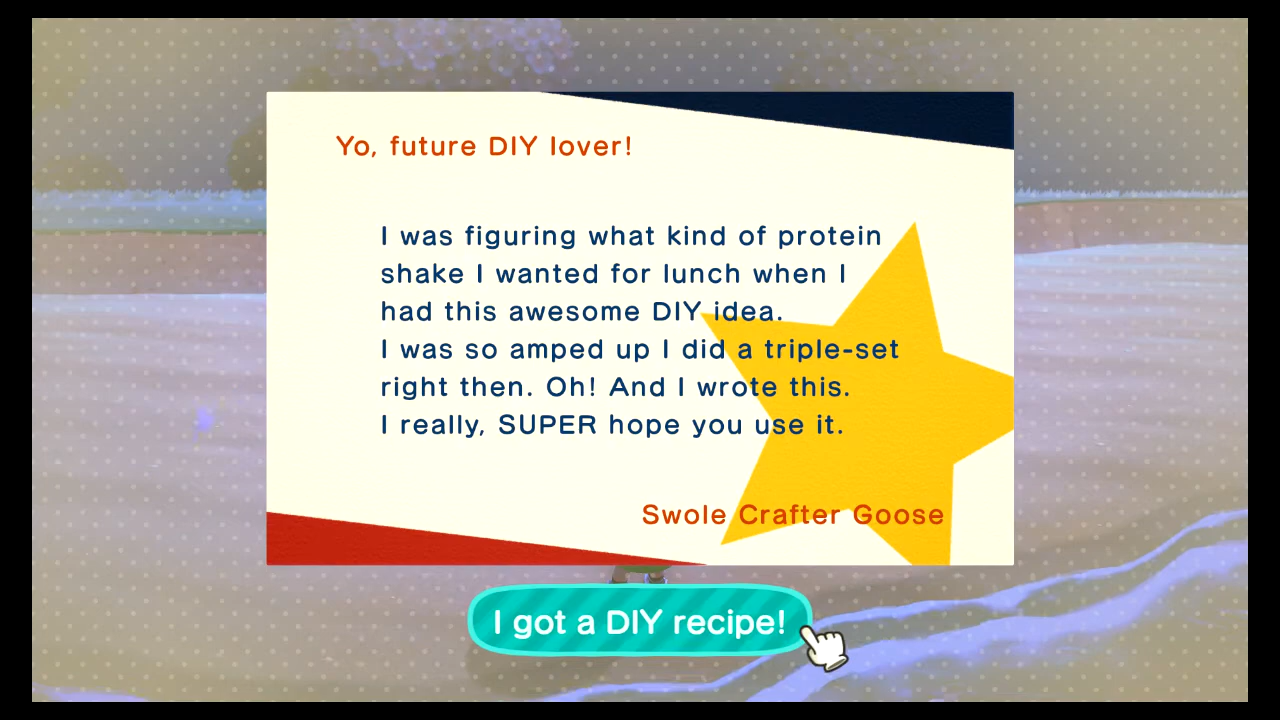 Yo, future DIY lover!
I was figuring what kind of protein
shake I wanted for lunch when I
had this awesome DIY idea.
I was so amped up I did a triple-set
right then. Oh! And I wrote this.
I really, SUPER hope you use it.
Swole Crafter Goose
I got a DIY recipe!